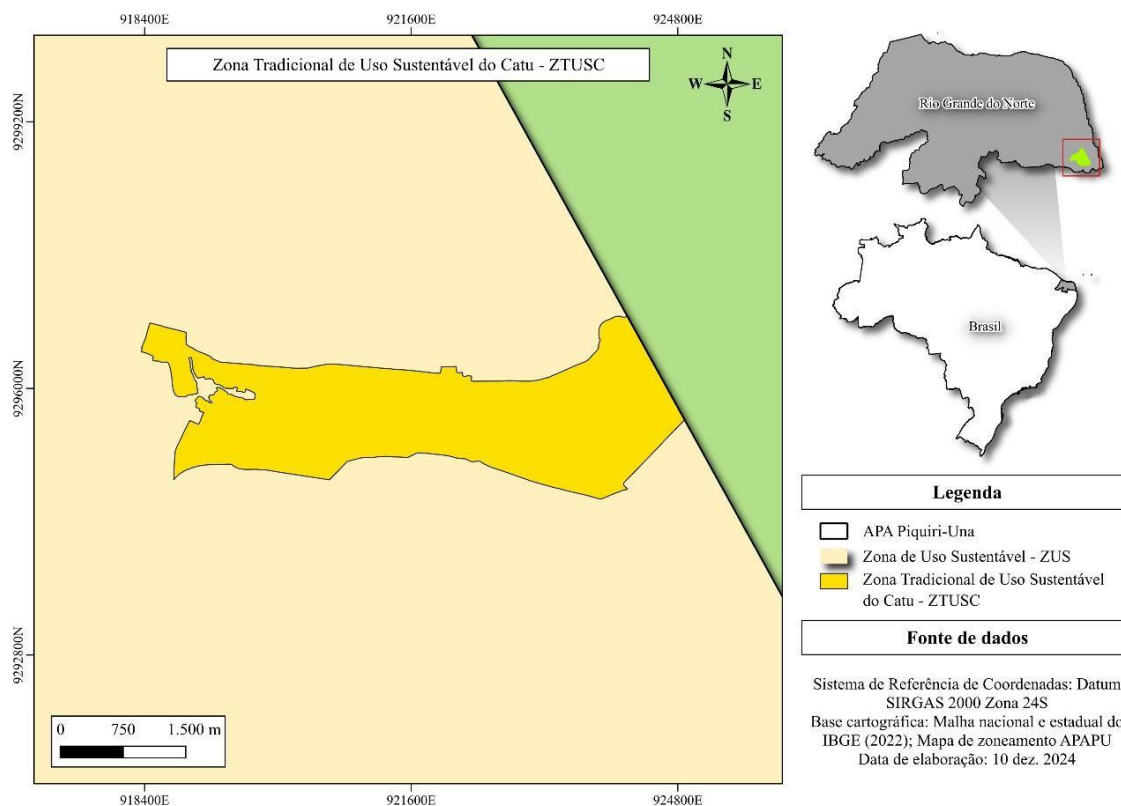 918400E
921600E
924800E
Zona Tradicional de Uso Sustentável do Catu - ZTUSC
N
W E
S
9299200N
9296000N
9292800N
0 750 1.500 m
918400E
921600E
924800E
Rio Grande do Norte
Brasil
Legenda
APA Piquiri-Una
Zona de Uso Sustentável - ZUS
Zona Tradicional de Uso Sustentável
do Catu - ZTUSC
Fonte de dados
Sistema de Referência de Coordenadas: Datum
SIRGAS 2000 Zona 24S
Base cartográfica: Malha nacional e estadual do
IBGE (2022); Mapa de zoneamento APAPU
Data de elaboração: 10 dez. 2024